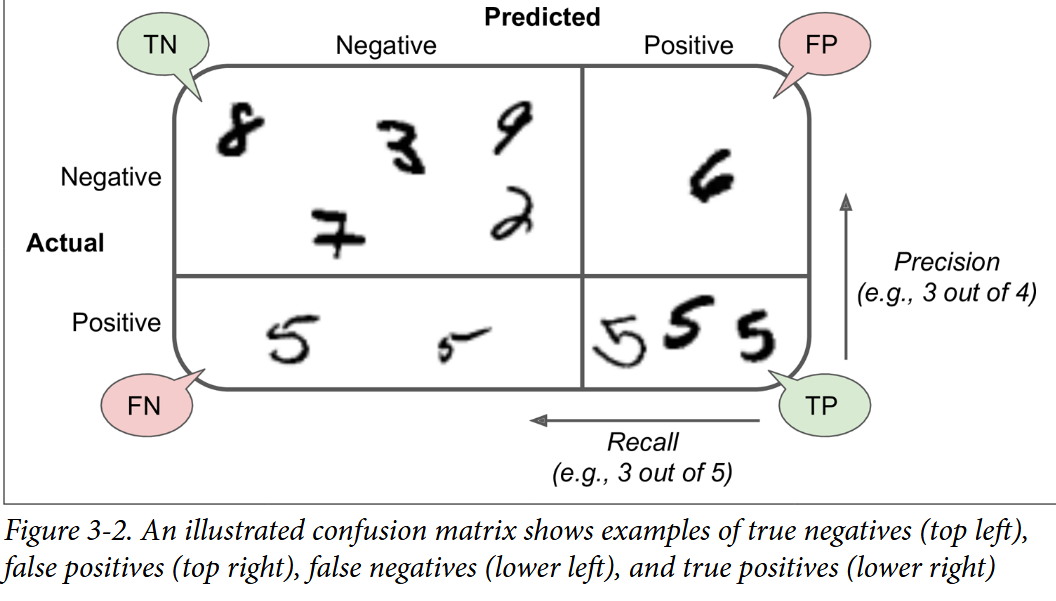 Predicted
TN Negative Positive FP
8 3 9 6
Negative
7 2
Actual
Precision
(e.g., 3 out of 4)
Positive 5 5 5 5 5
FN TP
Recall
(e.g., 3 out of 5)
Figure 3-2. An illustrated confusion matrix shows examples of true negatives (top left),
false positives (top right), false negatives (lower left), and true positives (lower right)